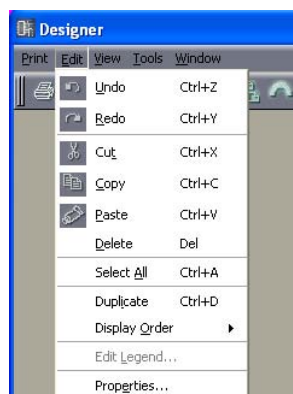 Designer
Print Edit View Tools Window
Undo Ctrl+Z
Redo Ctrl+Y
Cut Ctrl+X
Copy Ctrl+C
Paste Ctrl+V
Delete Del
Select All Ctrl+A
Duplicate Ctrl+D
Display Order
Edit Legend...
Properties...